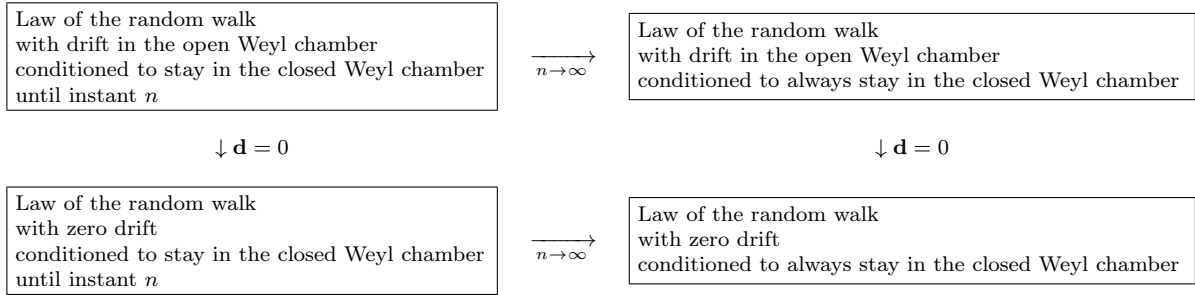 Law of the random walk
with drift in the open Weyl chamber
conditioned to stay in the closed Weyl chamber
until instant n
⟶
n→∞
Law of the random walk
with drift in the open Weyl chamber
conditioned to always stay in the closed Weyl chamber
↓ d = 0
↓ d = 0
Law of the random walk
with zero drift
conditioned to stay in the closed Weyl chamber
until instant n
⟶
n→∞
Law of the random walk
with zero drift
conditioned to always stay in the closed Weyl chamber